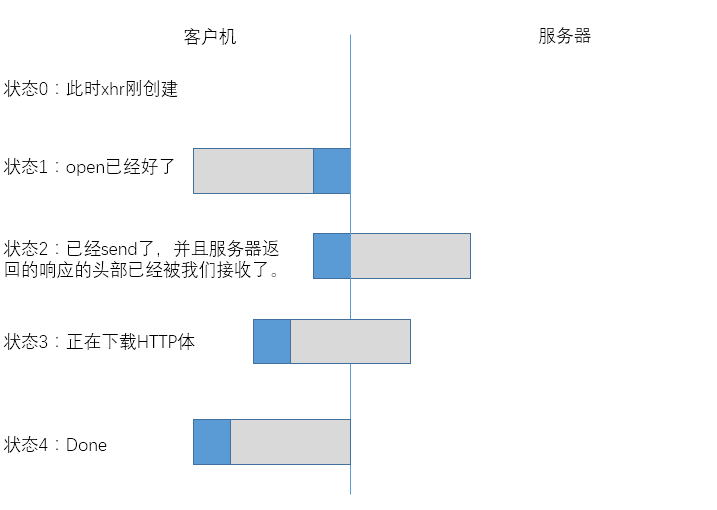 客户机
服务器
状态0：此时xhr刚创建
状态1：open已经好了
状态2：已经send了，并且服务器返
回的响应的头部已经被我们接收了。
状态3：正在下载HTTP体
状态4：Done